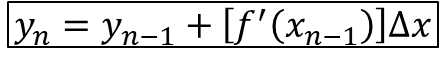 yₙ = yₙ₋₁ + [f′(xₙ₋₁)]Δx